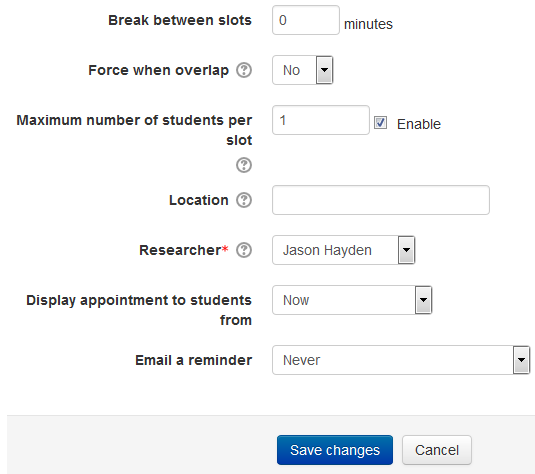 Break between slots 0 minutes
Force when overlap ? No
Maximum number of students per 1 Enable
slot
?
Location ?
Researcher* ? Jason Hayden
Display appointment to students Now
from
Email a reminder Never
Save changes Cancel